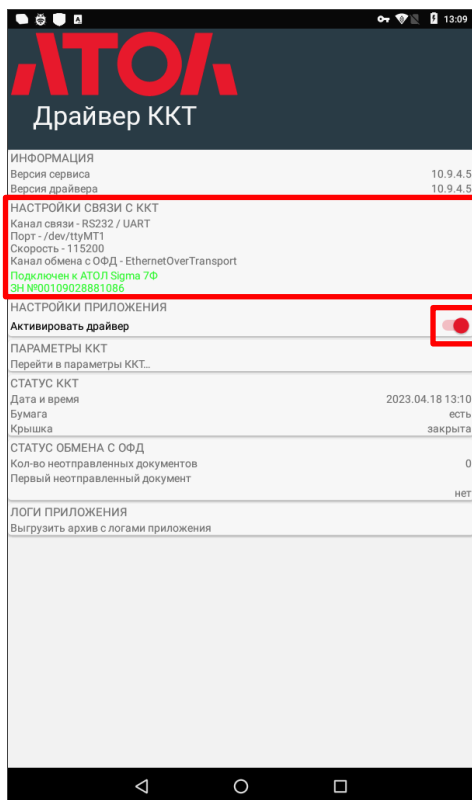 13:09
АТОЛ
Драйвер ККТ
ИНФОРМАЦИЯ
Версия сервиса 10.9.4.5
Версия драйвера 10.9.4.5
НАСТРОЙКИ СВЯЗИ С ККТ
Канал связи - RS232 / UART
Порт - /dev/ttyMT1
Скорость - 115200
Канал обмена с ОФД - EthernetOverTransport
Подключен к АТОЛ Sigma 7Ф
ЗН №00109028881086
НАСТРОЙКИ ПРИЛОЖЕНИЯ
Активировать драйвер
ПАРАМЕТРЫ ККТ
Перейти в параметры ККТ...
СТАТУС ККТ
Дата и время 2023.04.18 13:10
Бумага есть
Крышка закрыта
СТАТУС ОБМЕНА С ОФД
Кол-во неотправленных документов 0
Первый неотправленный документ
нет
ЛОГИ ПРИЛОЖЕНИЯ
Выгрузить архив с логами приложения